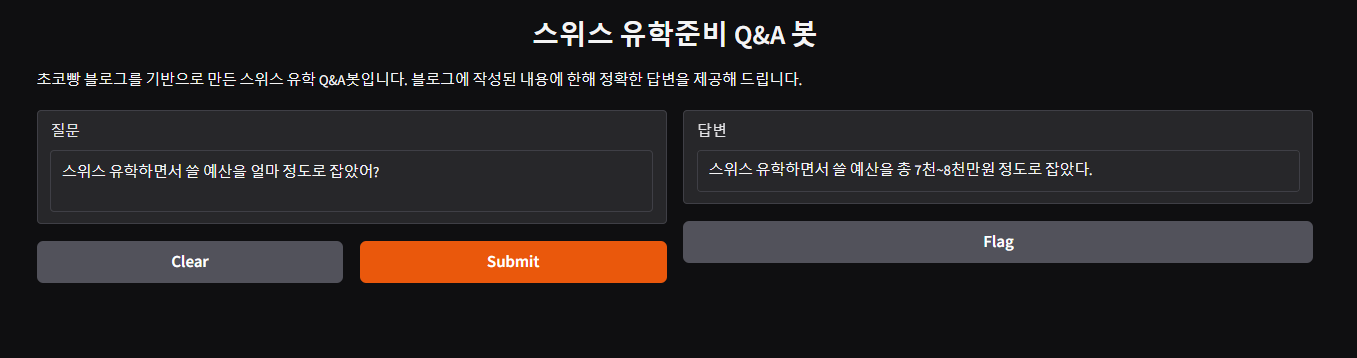 스위스 유학준비 Q&A 봇
초코빵 블로그를 기반으로 만든 스위스 유학 Q&A봇입니다. 블로그에 작성된 내용에 한해 정확한 답변을 제공해 드립니다.
질문
스위스 유학하면서 쓸 예산을 얼마 정도로 잡았어?
Clear
Submit
답변
스위스 유학하면서 쓸 예산을 총 7천~8천만원 정도로 잡았다.
Flag